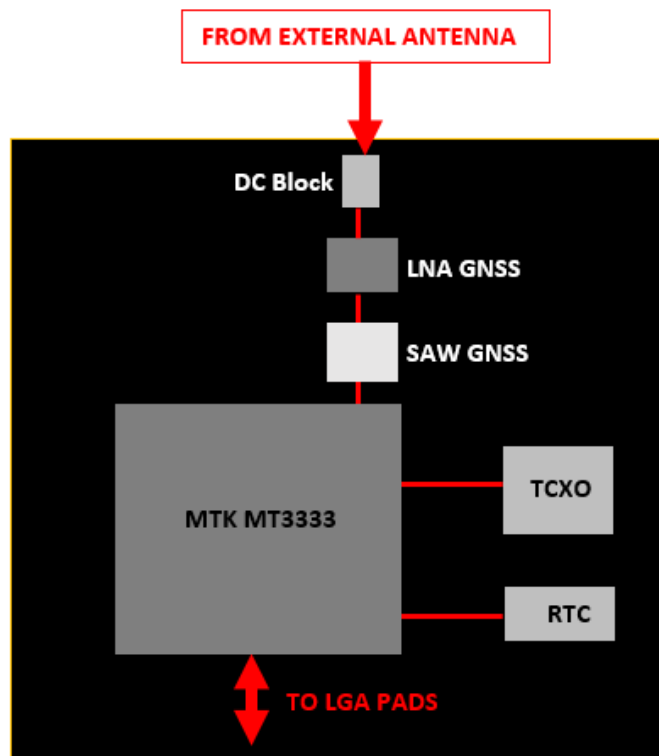 FROM EXTERNAL ANTENNA
DC Block
LNA GNSS
SAW GNSS
MTK MT3333
TCXO
RTC
TO LGA PADS